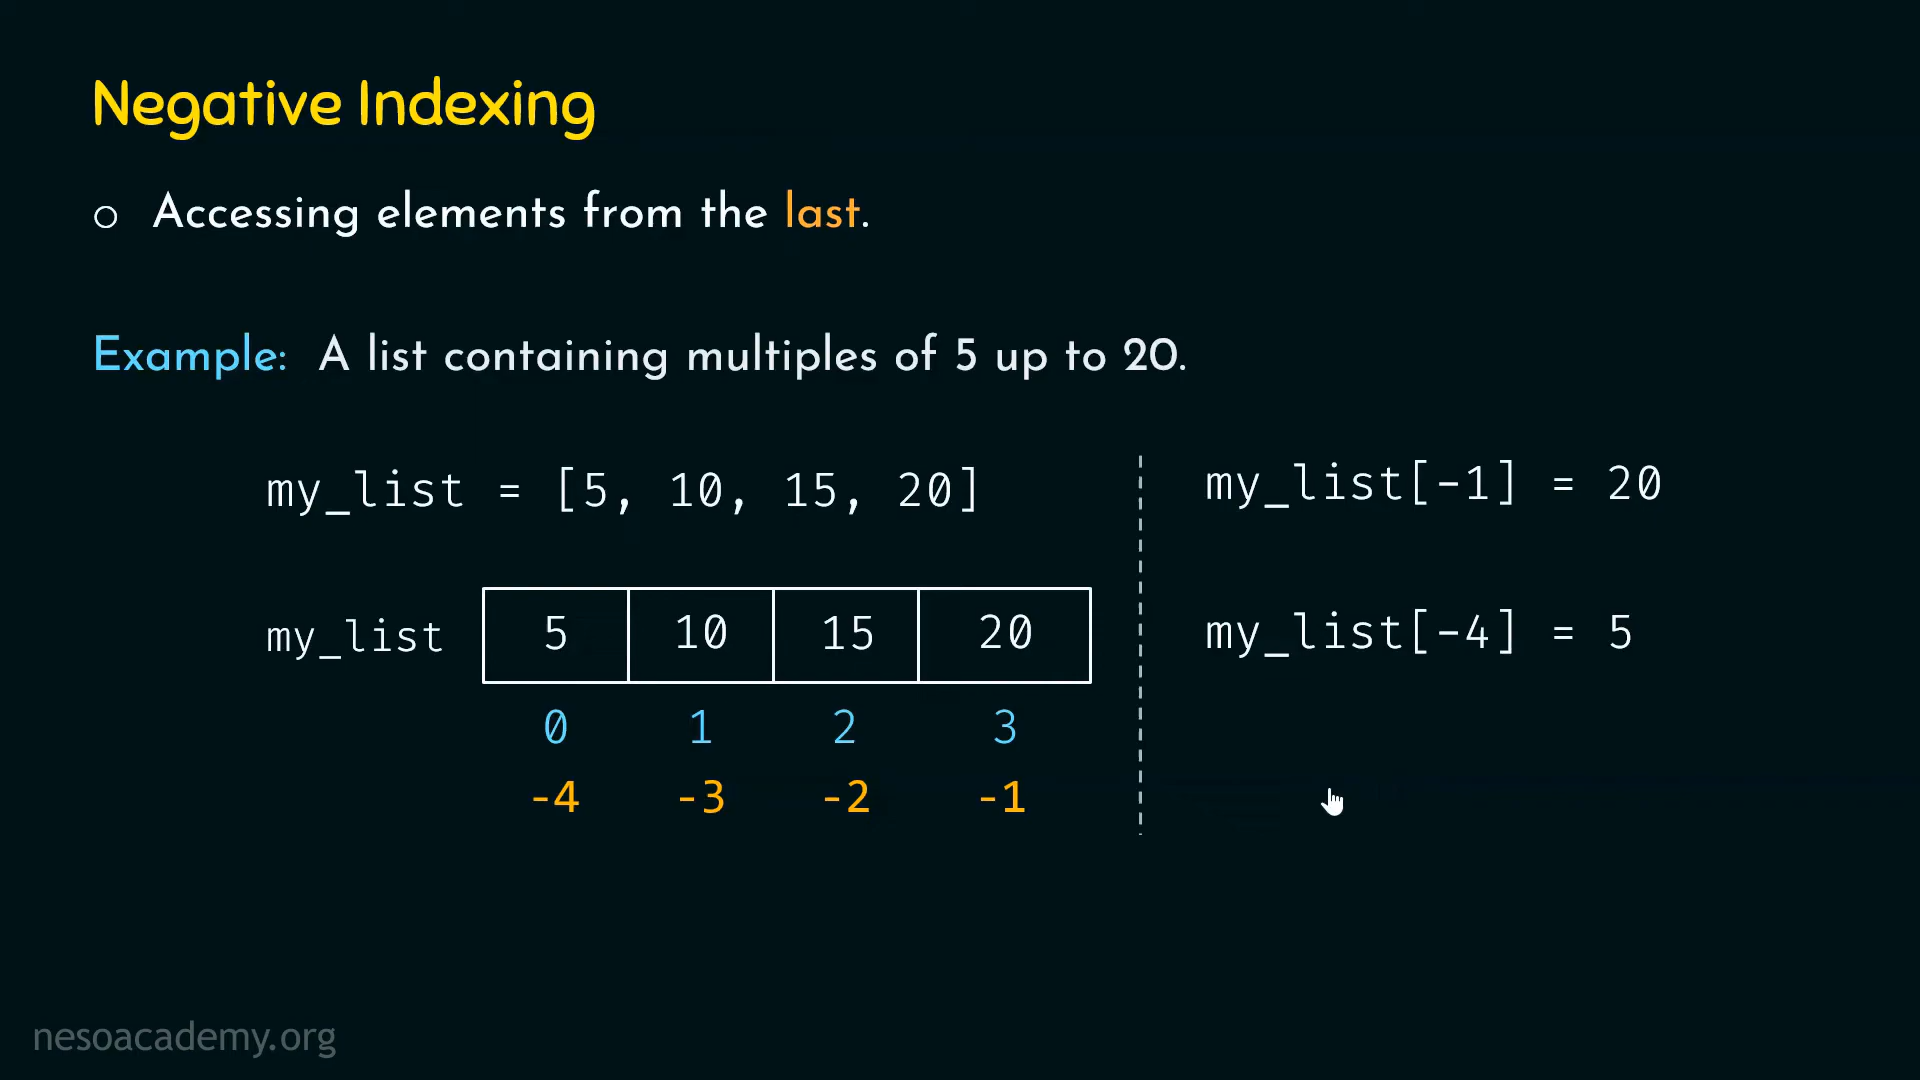 Negative Indexing
○ Accessing elements from the last.
Example: A list containing multiples of 5 up to 20.
my_list = [5, 10, 15, 20]
my_list 5 10 15 20
0 1 2 3
-4 -3 -2 -1
my_list[-1] = 20
my_list[-4] = 5
nesoacademy.org